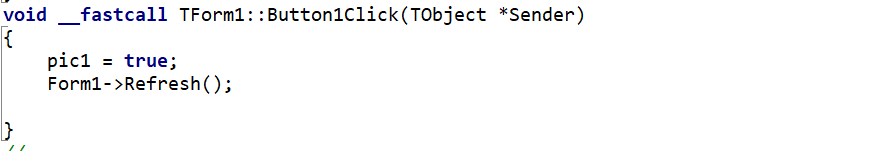 void __fastcall TForm1::Button1Click(TObject *Sender)
{
    pic1 = true;
    Form1->Refresh();
}
//